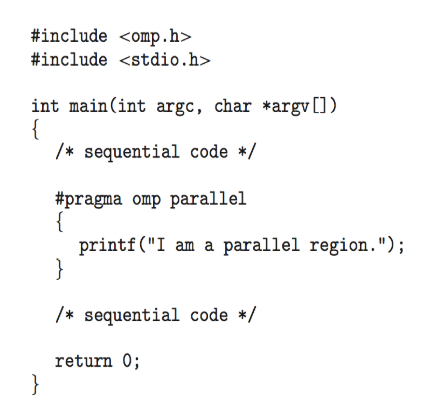 #include <omp.h>
#include <stdio.h>
int main(int argc, char *argv[])
{
/* sequential code */
#pragma omp parallel
{
printf("I am a parallel region.");
}
/* sequential code */
return 0;
}